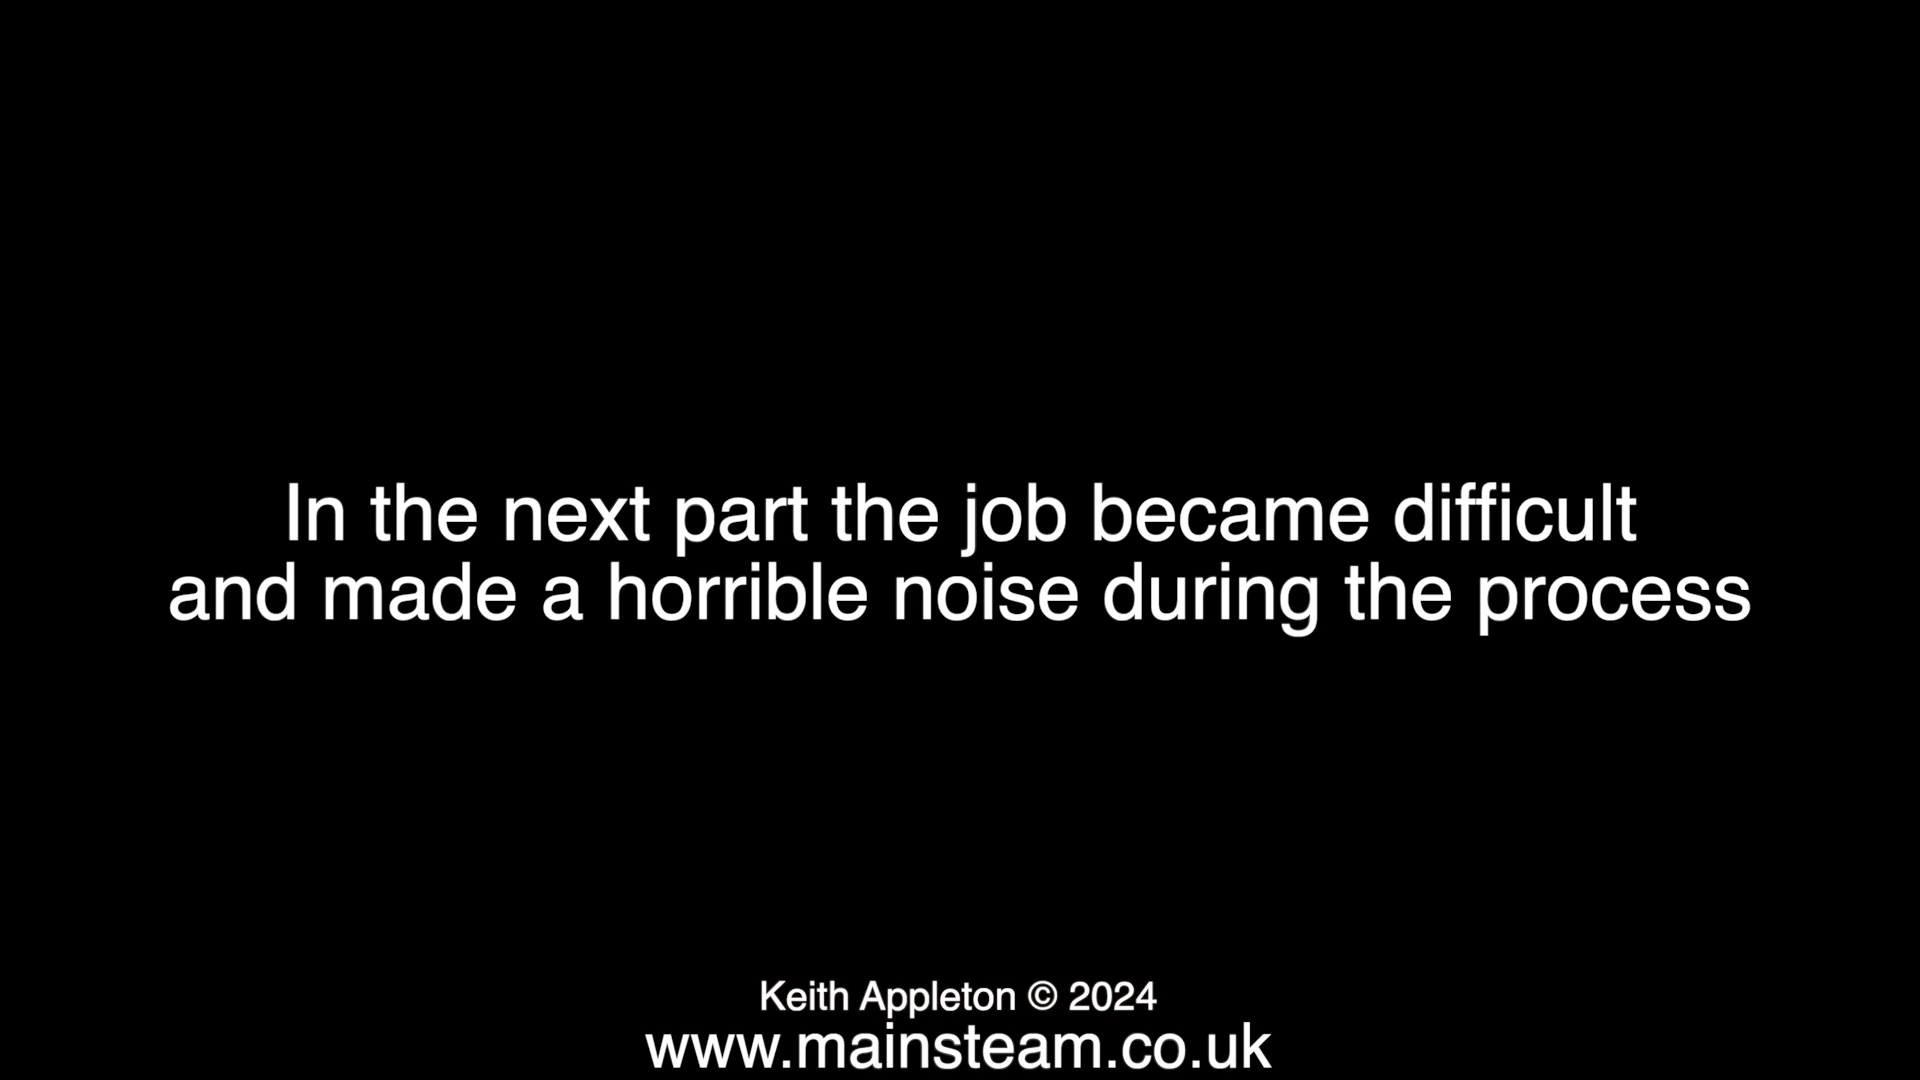 In the next part the job became difficult
and made a horrible noise during the process
Keith Appleton © 2024
www.mainsteam.co.uk